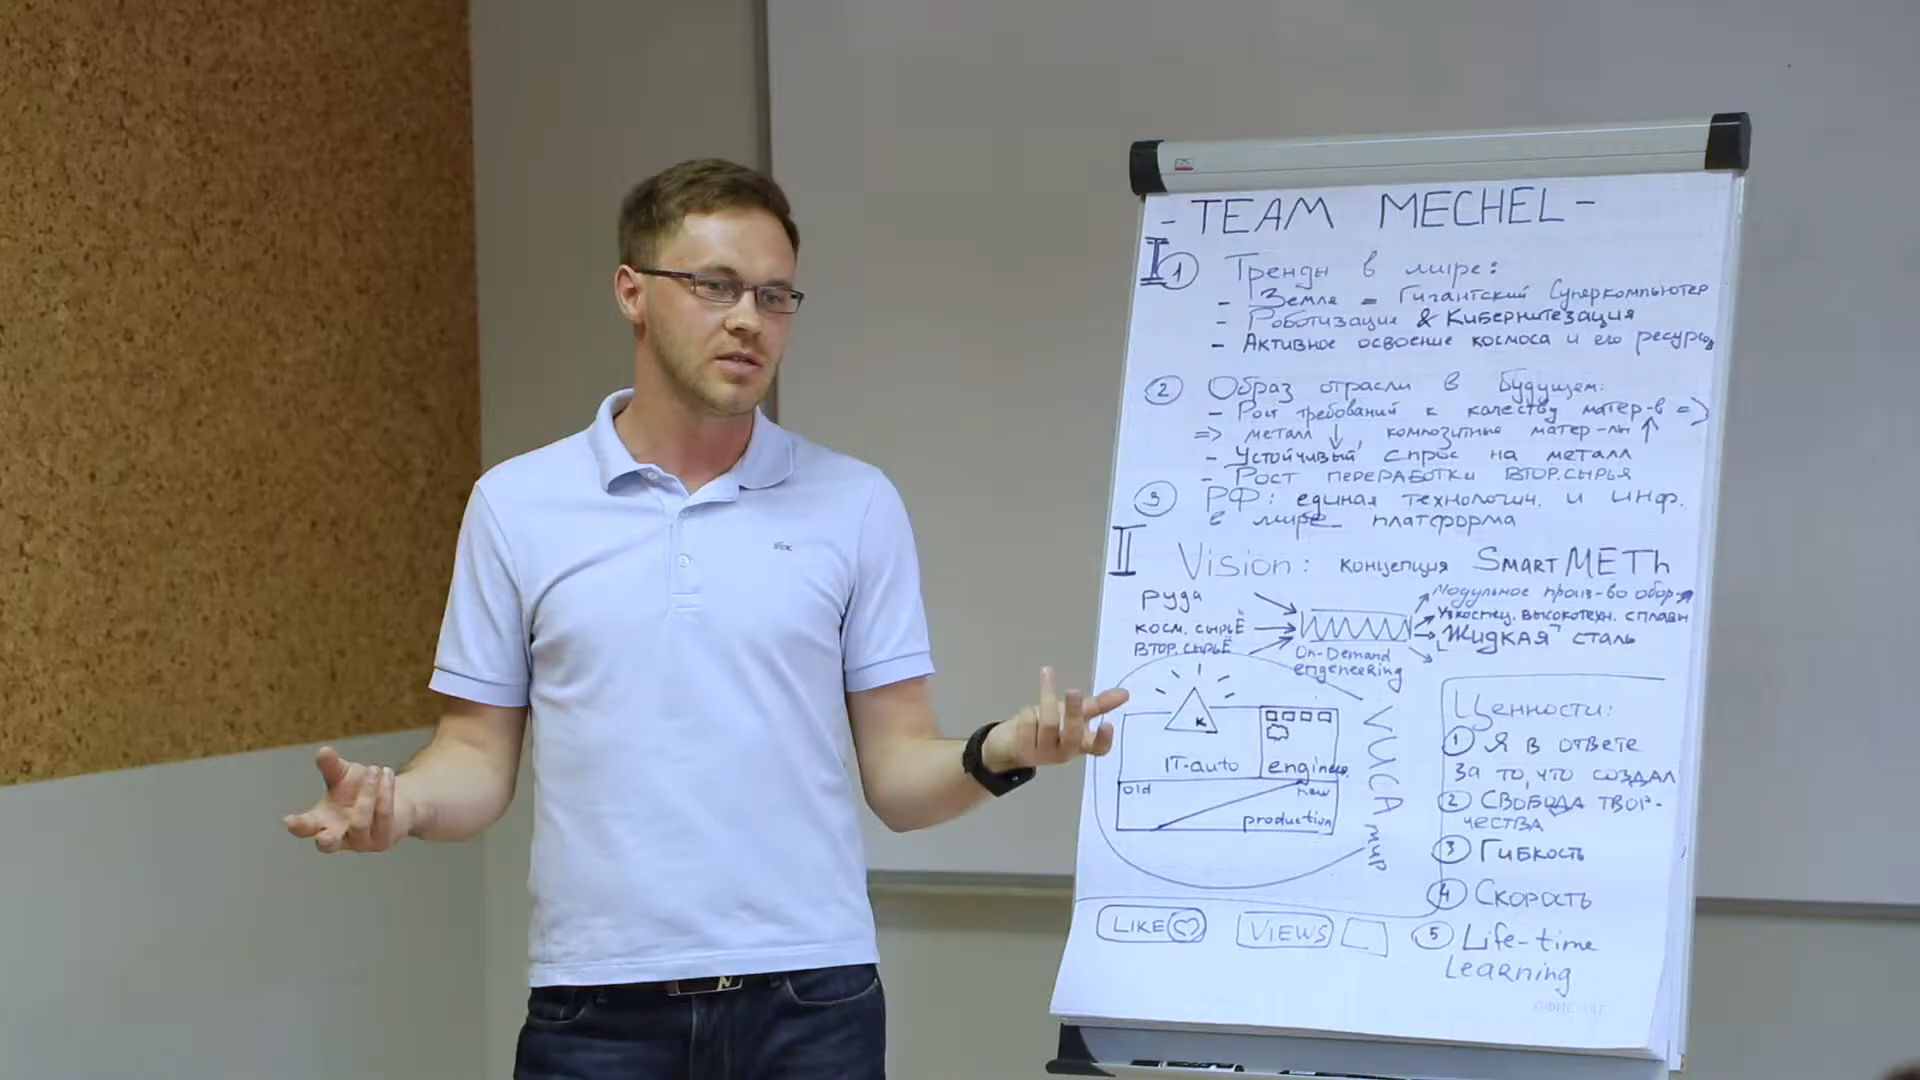 - TEAM MECHEL -
I
1 Тренды в мире:
- Земле = Гигантский Суперкомпьютер
- Роботизация & Кибернитезация
- Активное освоение космоса и его ресурсов
2 Образ отрасли в будущем:
- Рост требований к качеству матер-в =>
=> металл ↓, композитные матер-лы ↑
- Устойчивый спрос на металл
- Рост переработки втор.сырья
3 РФ: единая технологич. и инф.
в мире платформа
II Vision: концепция SmartMETh
руда
косм. сырьё
втор. сырьё
On-Demand
engeneering
Модульное произ-во обор-я
Узкоспец. высокотехн. сплавы
"Жидкая" сталь
K
IT-auto
engineer.
old
new
production
VUCA мир
Ценности:
1 Я в ответе
за то, что создал
2 Свобода твор-
чества
3 Гибкость
4 Скорость
5 Life-time
Learning
LIKE
VIEWS
ОФИСМАГ